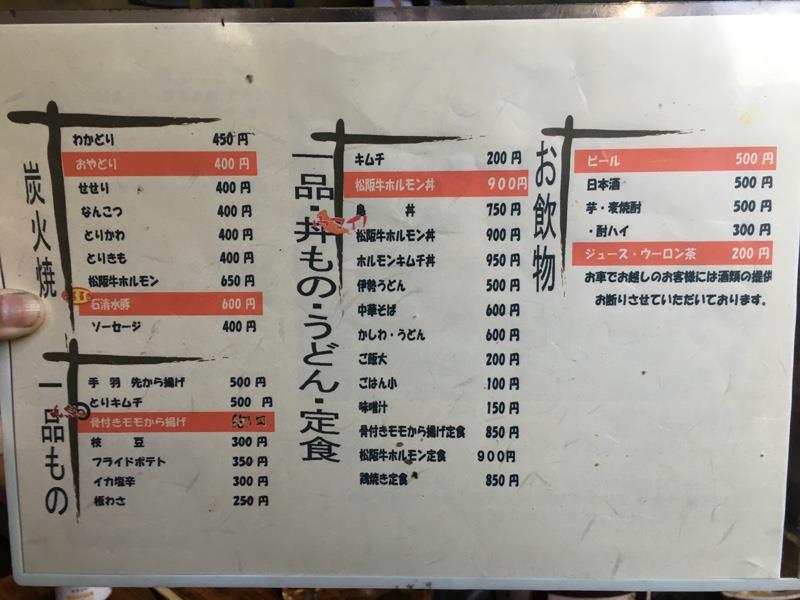 炭火焼
わかどり 450円
おやどり 400円
せせり 400円
なんこつ 400円
とりかわ 400円
とりきも 400円
松阪牛ホルモン 650円
石清水豚 600円
ソーセージ 400円
一品もの
手羽先から揚げ 500円
とりキムチ 500円
骨付きモモから揚げ
枝豆 300円
フライドポテト 350円
イカ塩辛 300円
板わさ 250円
一品・丼もの・うどん・定食
キムチ 200円
松阪牛ホルモン丼 900円
鳥丼 750円
松阪牛ホルモン丼 900円
ホルモンキムチ丼 950円
伊勢うどん 500円
中華そば 600円
かしわ・うどん 600円
ご飯大 200円
ごはん小 100円
味噌汁 150円
骨付きモモから揚げ定食 850円
松阪牛ホルモン定食 900円
鶏焼き定食 850円
お飲物
ビール 500円
日本酒 500円
芋・麦焼酎 500円
・酎ハイ 300円
ジュース・ウーロン茶 200円
お車でお越しのお客様には酒類の提供
お断りさせていただいております。